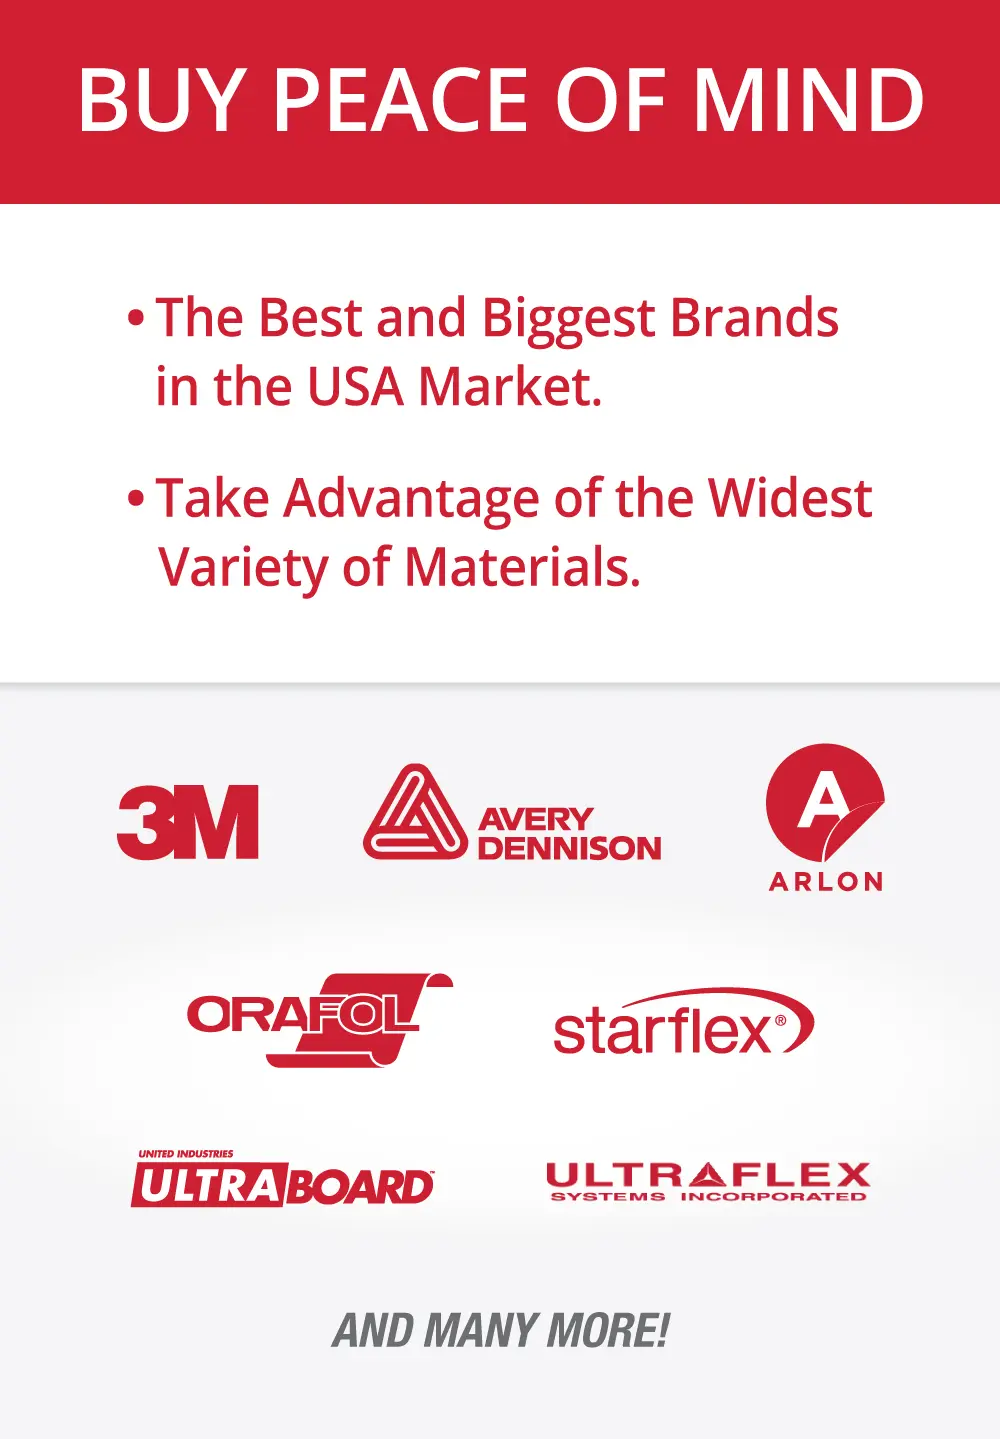 BUY PEACE OF MIND
• The Best and Biggest Brands
in the USA Market.
• Take Advantage of the Widest
Variety of Materials.
3M
AVERY
DENNISON
A
ARLON
ORAFOL
starflex®
UNITED INDUSTRIES
ULTRABOARD™
ULTRAFLEX
SYSTEMS INCORPORATED
AND MANY MORE!